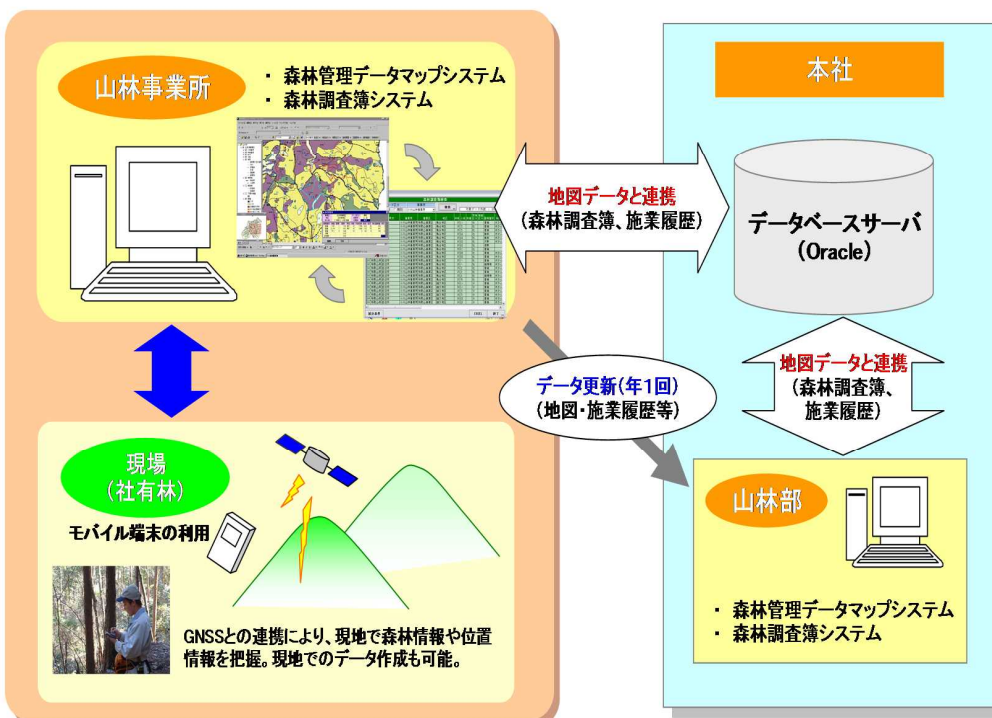 山林事業所
・ 森林管理データマップシステム
・ 森林調査簿システム
地図データと連携
(森林調査簿、施業履歴)
本社
データベースサーバ
(Oracle)
データ更新(年1回)
(地図・施業履歴等)
地図データと連携
(森林調査簿、
施業履歴)
現場
(社有林)
モバイル端末の利用
GNSSとの連携により、現地で森林情報や位置
情報を把握。現地でのデータ作成も可能。
山林部
・ 森林管理データマップシステム
・ 森林調査簿システム